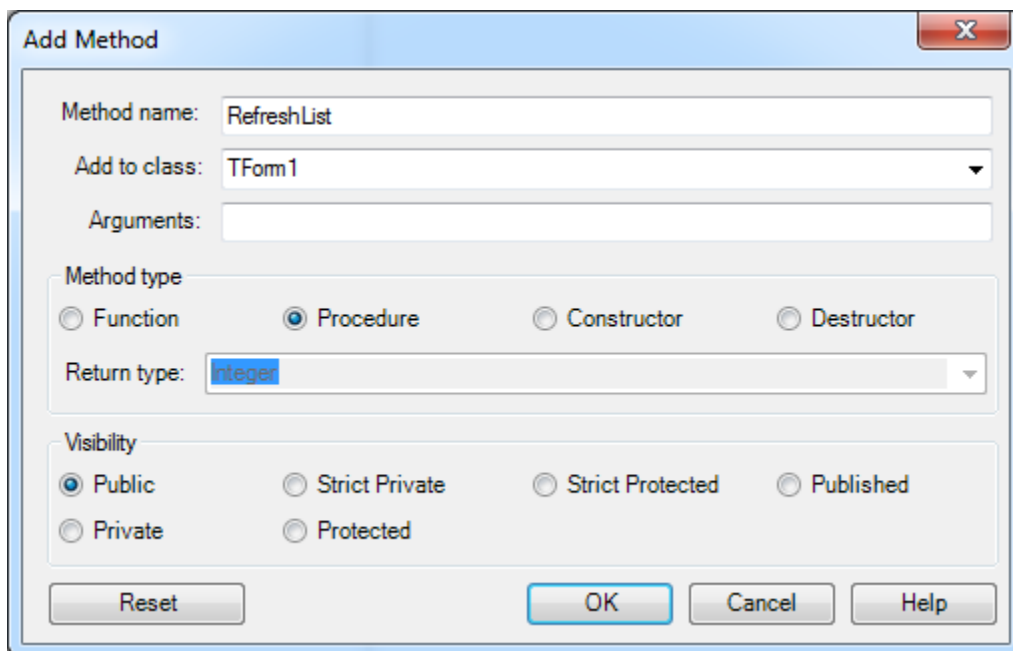 Add Method
Method name: RefreshList
Add to class: TForm1
Arguments:
Method type
Function Procedure Constructor Destructor
Return type: Integer
Visibility
Public Strict Private Strict Protected Published
Private Protected
Reset OK Cancel Help